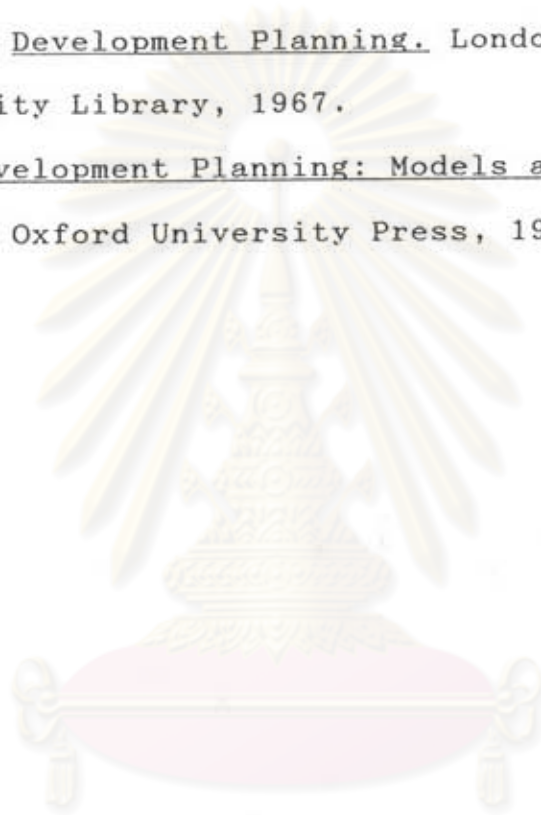 Development Planning. Londo
ity Library, 1967.
velopment Planning: Models a
Oxford University Press, 19